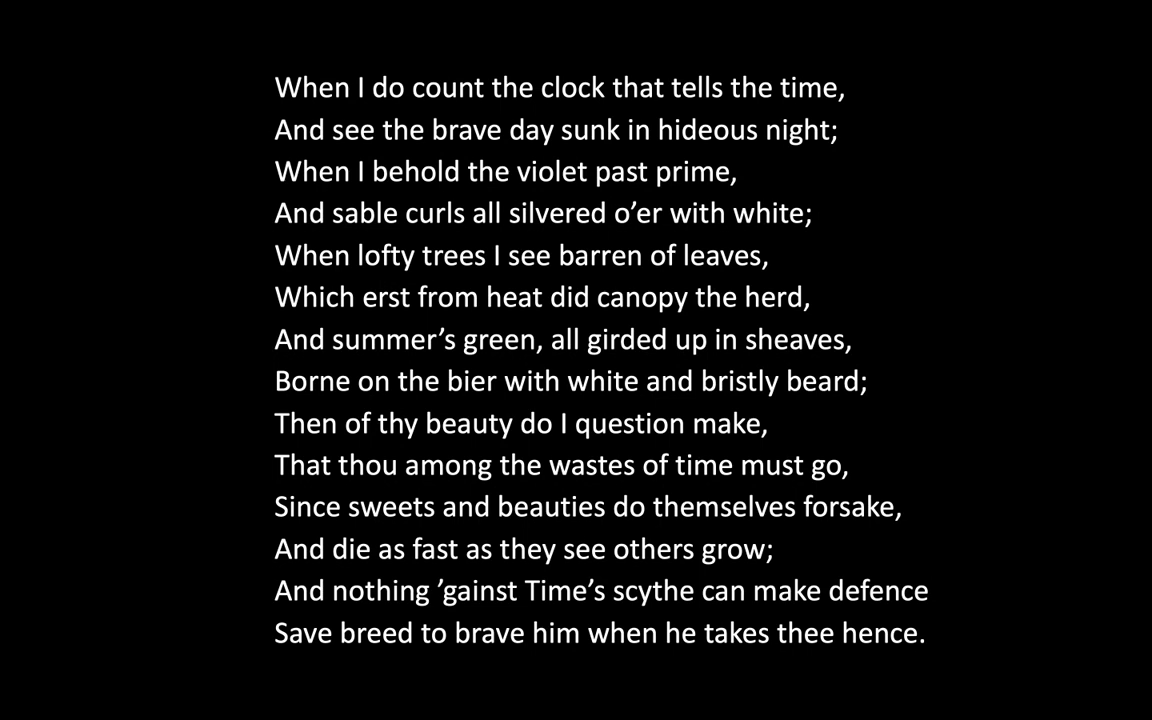 When I do count the clock that tells the time,
And see the brave day sunk in hideous night;
When I behold the violet past prime,
And sable curls all silvered o’er with white;
When lofty trees I see barren of leaves,
Which erst from heat did canopy the herd,
And summer’s green, all girded up in sheaves,
Borne on the bier with white and bristly beard;
Then of thy beauty do I question make,
That thou among the wastes of time must go,
Since sweets and beauties do themselves forsake,
And die as fast as they see others grow;
And nothing ’gainst Time’s scythe can make defence
Save breed to brave him when he takes thee hence.